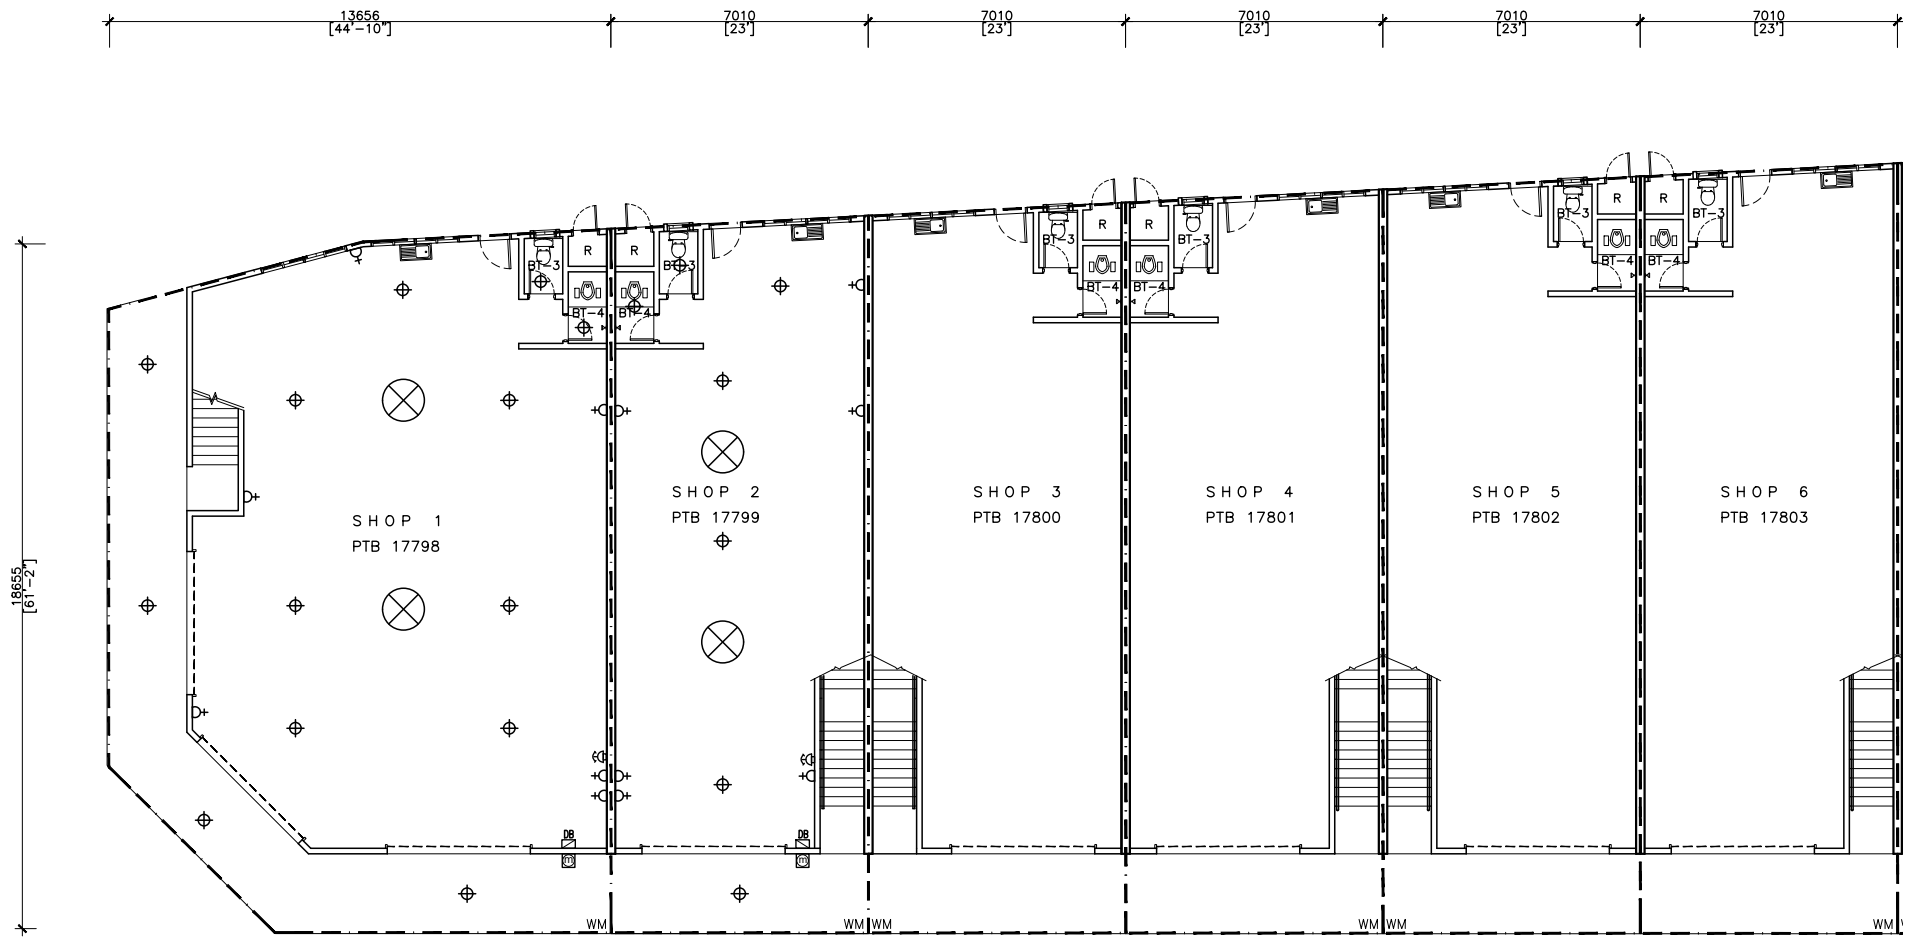 13656
[44'-10"]
7010
[23']
7010
[23']
7010
[23']
7010
[23']
7010
[23']
R
R
BT-3
BT-3
BT-4
BT-4
R
R
BT-3
BT-3
BT-4
BT-4
R
R
BT-3
BT-3
BT-4
BT-4
SHOP 1
PTB 17798
SHOP 2
PTB 17799
SHOP 3
PTB 17800
SHOP 4
PTB 17801
SHOP 5
PTB 17802
SHOP 6
PTB 17803
18655
[61'-2"]
DB
m
DB
m
WM
WM
WM
WM
WM
WM